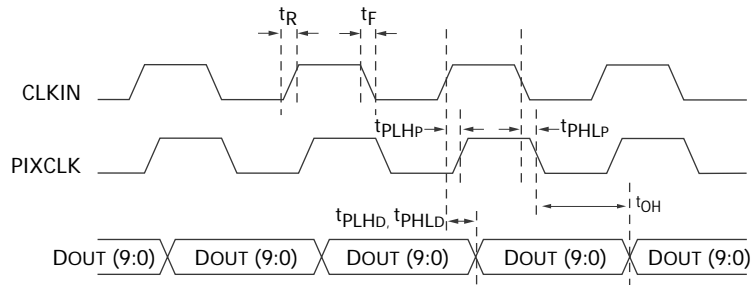 tR tF
CLKIN
tPLHP tPHLP
PIXCLK
tOH
tPLHD, tPHLD
DOUT (9:0) DOUT (9:0) DOUT (9:0) DOUT (9:0) DOUT (9:0)